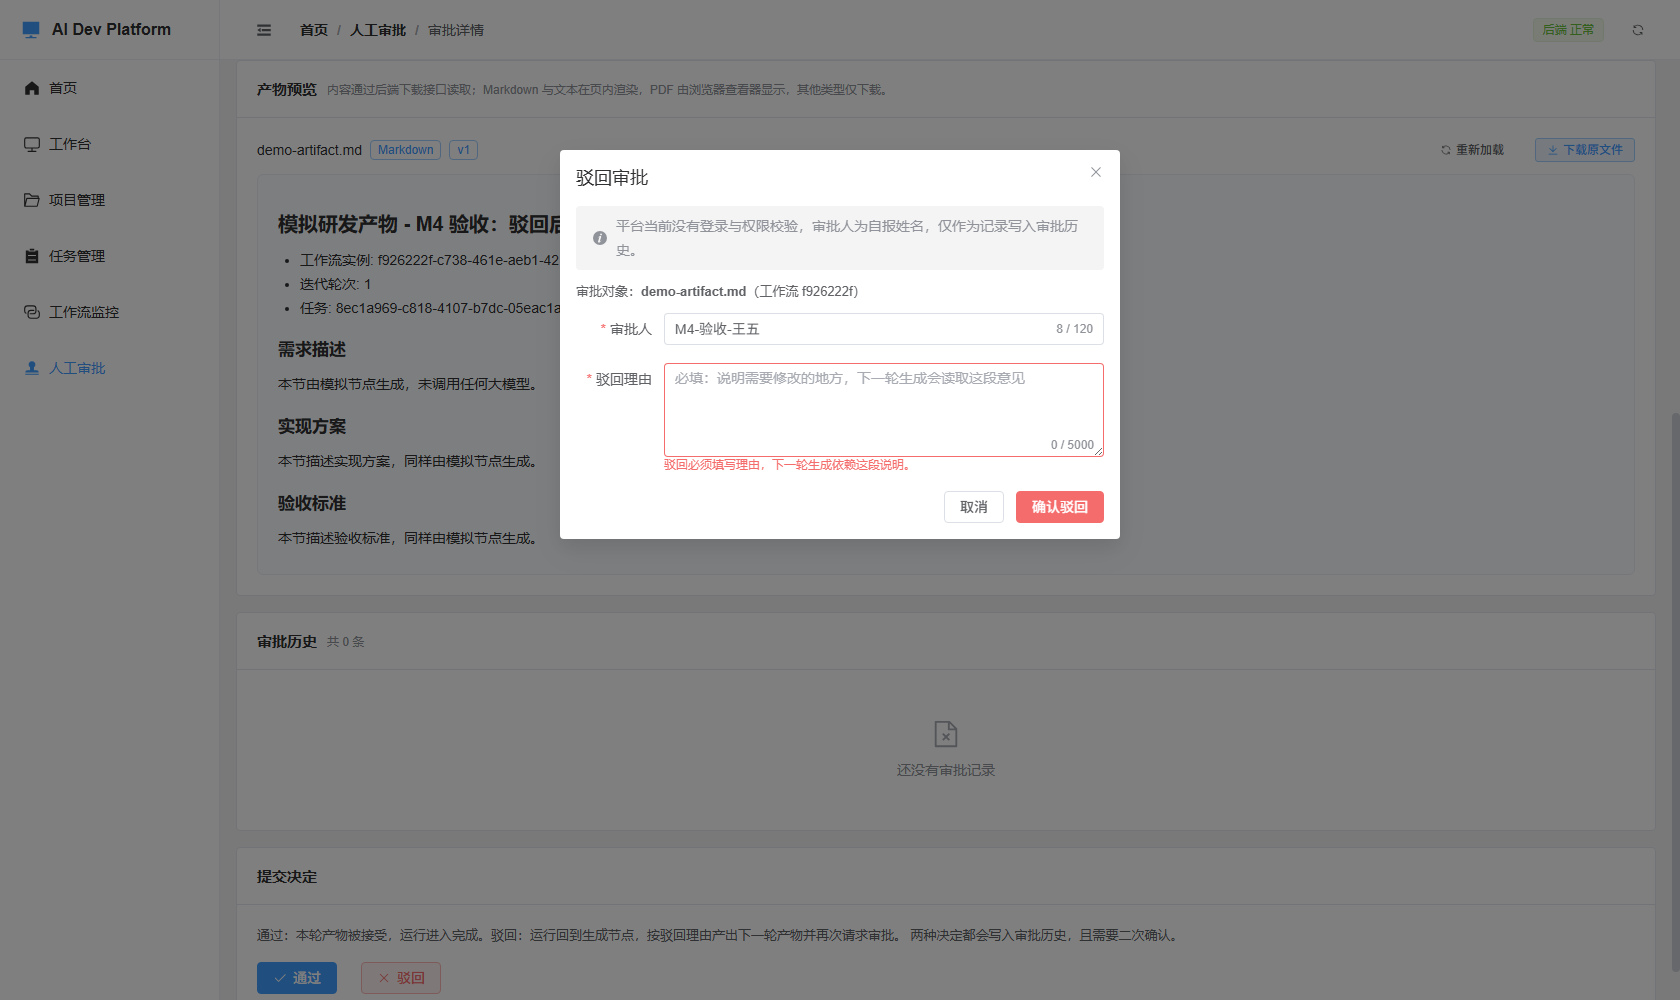 AI Dev Platform
首页 / 人工审批 / 审批详情
后端 正常
首页
工作台
项目管理
任务管理
工作流监控
人工审批
产物预览 内容通过后端下载接口读取；Markdown 与文本在页内渲染，PDF 由浏览器查看器显示，其他类型仅下载。
demo-artifact.md Markdown v1
重新加载
下载原文件
模拟研发产物 - M4 验收：驳回后
工作流实例: f926222f-c738-461e-aeb1-42
迭代轮次: 1
任务: 8ec1a969-c818-4107-b7dc-05eac1a
需求描述
本节由模拟节点生成，未调用任何大模型。
实现方案
本节描述实现方案，同样由模拟节点生成。
验收标准
本节描述验收标准，同样由模拟节点生成。
驳回审批
平台当前没有登录与权限校验，审批人为自报姓名，仅作为记录写入审批历
史。
审批对象：demo-artifact.md（工作流 f926222f）
* 审批人
M4-验收-王五
8 / 120
* 驳回理由
必填：说明需要修改的地方，下一轮生成会读取这段意见
0 / 5000
驳回必须填写理由，下一轮生成依赖这段说明。
取消
确认驳回
审批历史 共 0 条
还没有审批记录
提交决定
通过：本轮产物被接受，运行进入完成。驳回：运行回到生成节点，按驳回理由产出下一轮产物并再次请求审批。 两种决定都会写入审批历史，且需要二次确认。
通过
驳回